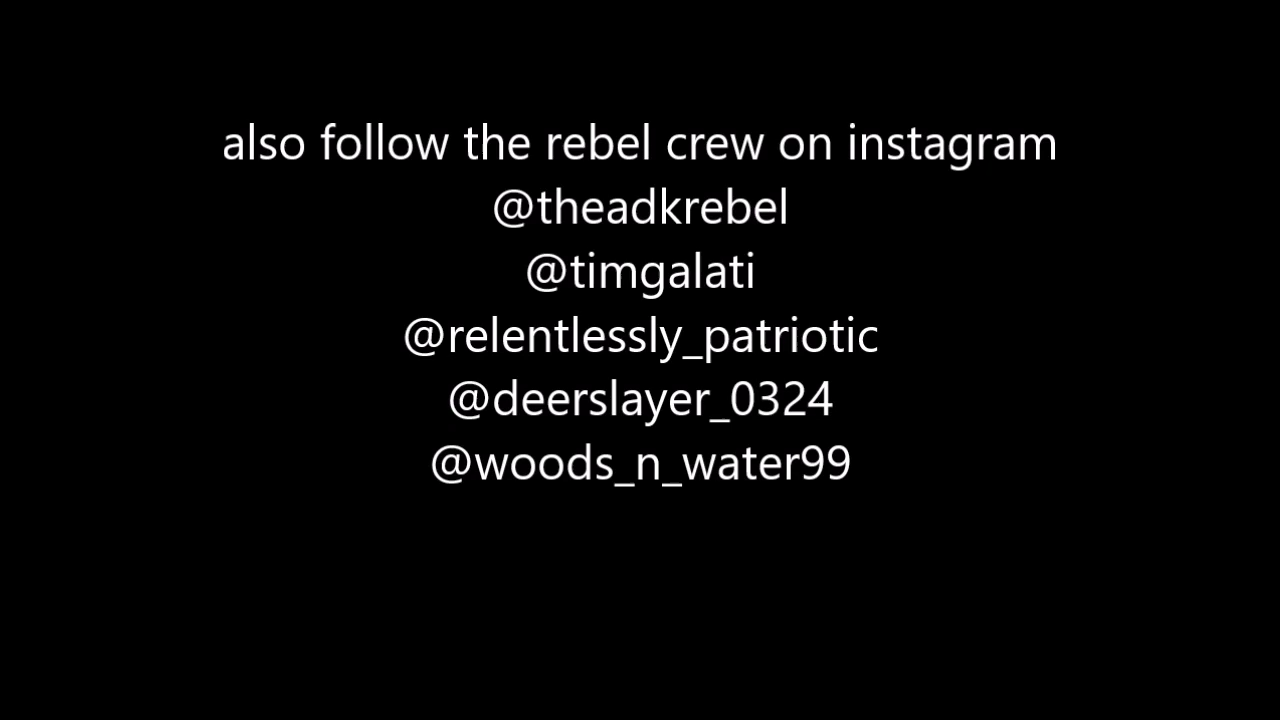 also follow the rebel crew on instagram
@theadkrebel
@timgalati
@relentlessly_patriotic
@deerslayer_0324
@woods_n_water99